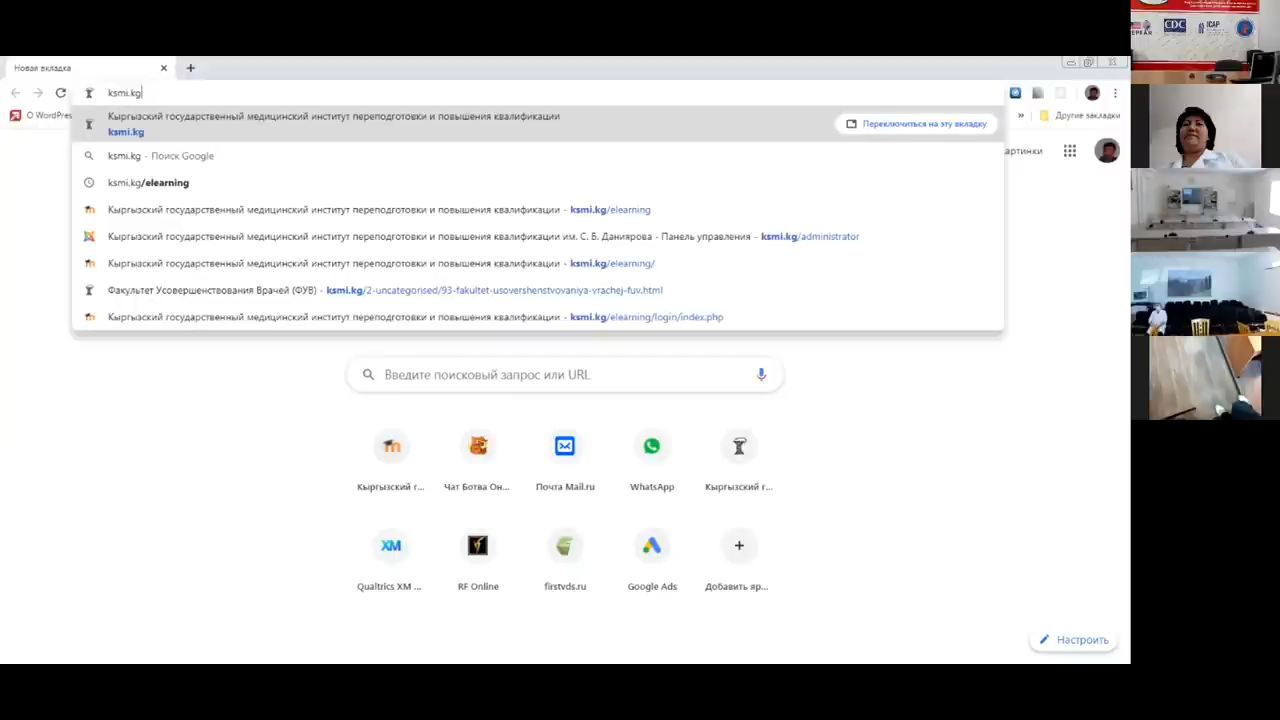 Новая вкладка
ksmi.kg
О WordPres
Кыргызский государственный медицинский институт переподготовки и повышения квалификации
ksmi.kg
Переключиться на эту вкладку
Другие закладки
ksmi.kg - Поиск Google
артинки
ksmi.kg/elearning
Кыргызский государственный медицинский институт переподготовки и повышения квалификации - ksmi.kg/elearning
Кыргызский государственный медицинский институт переподготовки и повышения квалификации им. С. Б. Даниярова - Панель управления - ksmi.kg/administrator
Кыргызский государственный медицинский институт переподготовки и повышения квалификации - ksmi.kg/elearning/
Факультет Усовершенствования Врачей (ФУВ) - ksmi.kg/2-uncategorised/93-fakultet-usovershenstvovaniya-vrachej-fuv.html
Кыргызский государственный медицинский институт переподготовки и повышения квалификации - ksmi.kg/elearning/login/index.php
Введите поисковый запрос или URL
Кыргызский г...
Чат Ботва Он...
Почта Mail.ru
WhatsApp
Кыргызский г...
XM
Qualtrics XM ...
RF Online
firstvds.ru
Google Ads
Добавить яр...
Настроить
CDC
ICAP